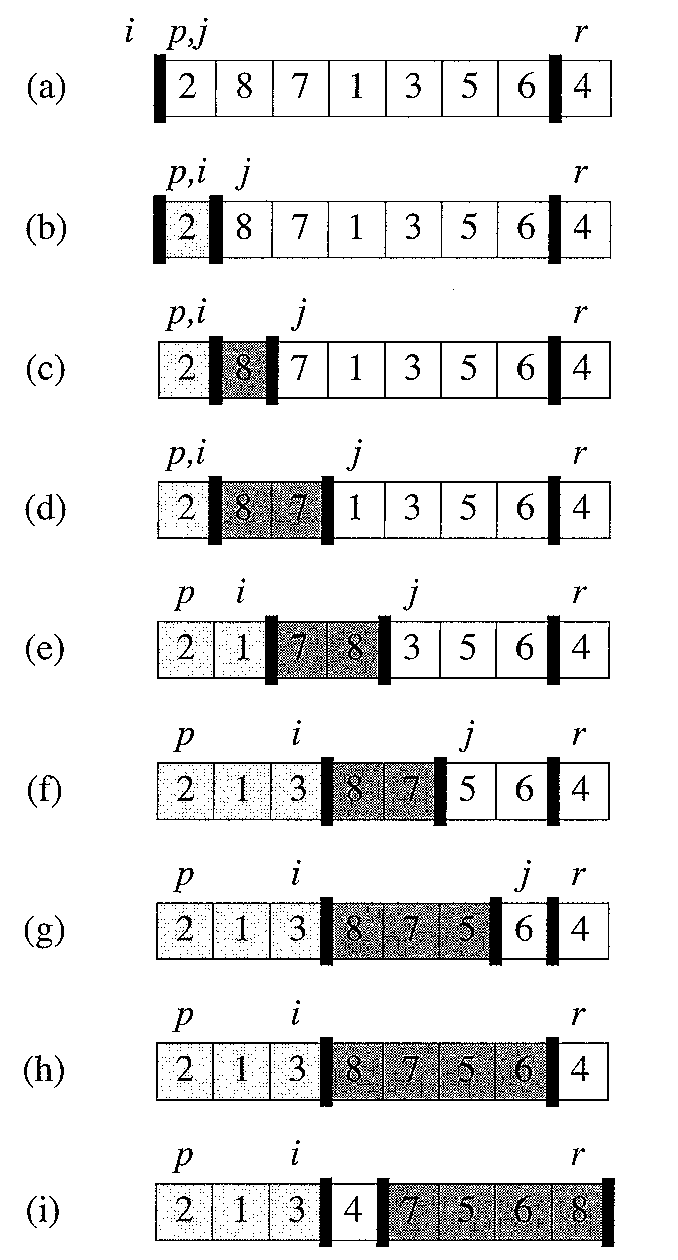 i p,j r
(a) 2 8 7 1 3 5 6 4
p,i j r
(b) 2 8 7 1 3 5 6 4
p,i j r
(c) 2 8 7 1 3 5 6 4
p,i j r
(d) 2 8 7 1 3 5 6 4
p i j r
(e) 2 1 7 8 3 5 6 4
p i j r
(f) 2 1 3 8 7 5 6 4
p i j r
(g) 2 1 3 8 7 5 6 4
p i r
(h) 2 1 3 8 7 5 6 4
p i r
(i) 2 1 3 4 7 5 6 8